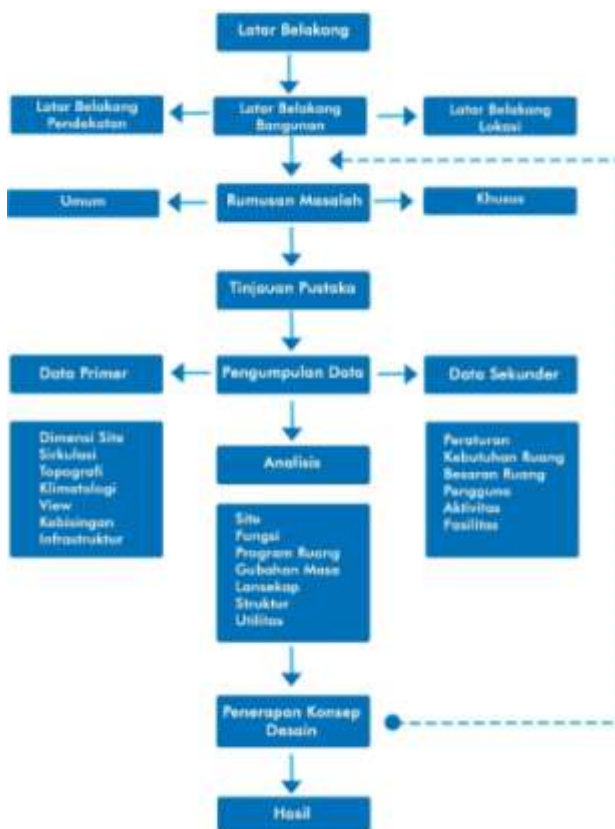 Latar Belakang
Latar Belakang
Pendekatan
Latar Belakang
Bangunan
Latar Belakang
Lokasi
Umum
Rumusan Masalah
Khusus
Tinjauan Pustaka
Data Primer
Pengumpulan Data
Data Sekunder
Dimensi Site
Sirkulasi
Topografi
Klimatologi
View
Kebisingan
Infrastruktur
Analisis
Peraturan
Kebutuhan Ruang
Besaran Ruang
Pengguna
Aktivitas
Fasilitas
Site
Fungsi
Program Ruang
Gubahan Masa
Lansekap
Struktur
Utilitas
Penerapan Konsep
Desain
Hasil